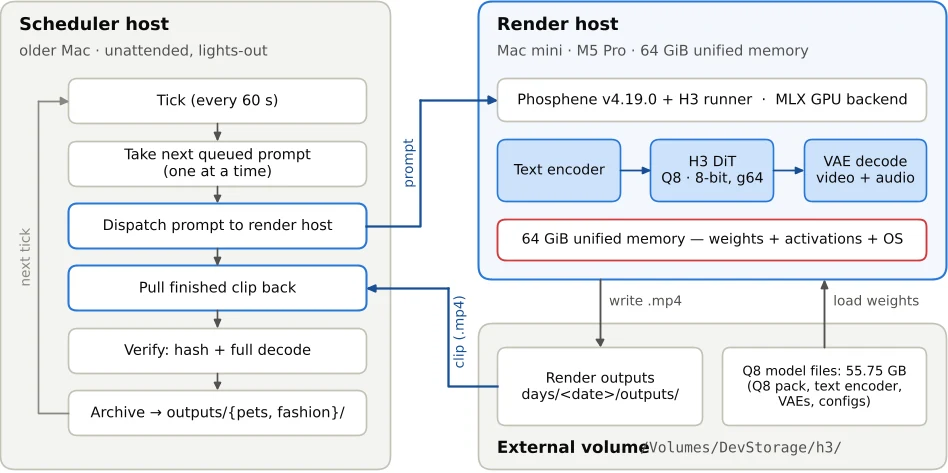 Scheduler host
older Mac · unattended, lights-out
Tick (every 60 s)
Take next queued prompt
(one at a time)
Dispatch prompt to render host
Pull finished clip back
Verify: hash + full decode
Archive → outputs/{pets, fashion}/
next tick
prompt
clip (.mp4)
Render host
Mac mini · M5 Pro · 64 GiB unified memory
Phosphene v4.19.0 + H3 runner · MLX GPU backend
Text encoder
H3 DiT
Q8 · 8-bit, g64
VAE decode
video + audio
64 GiB unified memory — weights + activations + OS
write .mp4
load weights
Render outputs
days/<date>/outputs/
Q8 model files: 55.75 GB
(Q8 pack, text encoder,
VAEs, configs)
External volume /Volumes/DevStorage/h3/